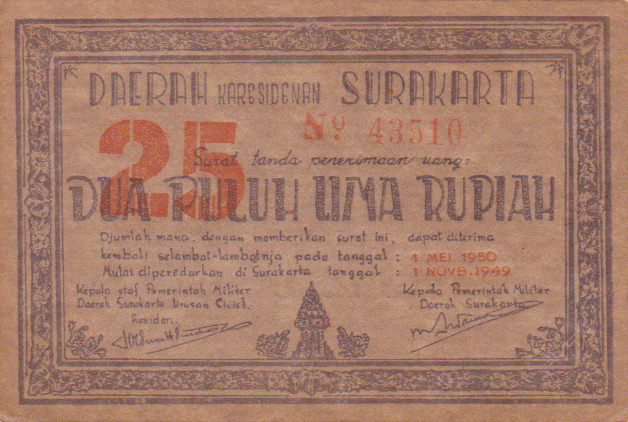 DAERAH KARESIDENAN SURAKARTA
25
No 43510
Surat tanda penerimaan uang:
DUA PULUH LIMA RUPIAH
Djumlah mana, dengan memberikan surat ini, dapat diterima
kembali selambat-lambatnja pada tanggal : 1 MEI 1950
Mulai diperedarkan di Surakarta tanggal : 1 NOVB. 1949
Kepala staf Pemerintah Militer
Daerah Surakarta Urusan Civiel.
Residen.
Kepala Pemerintah Militer
Daerah Surakarta